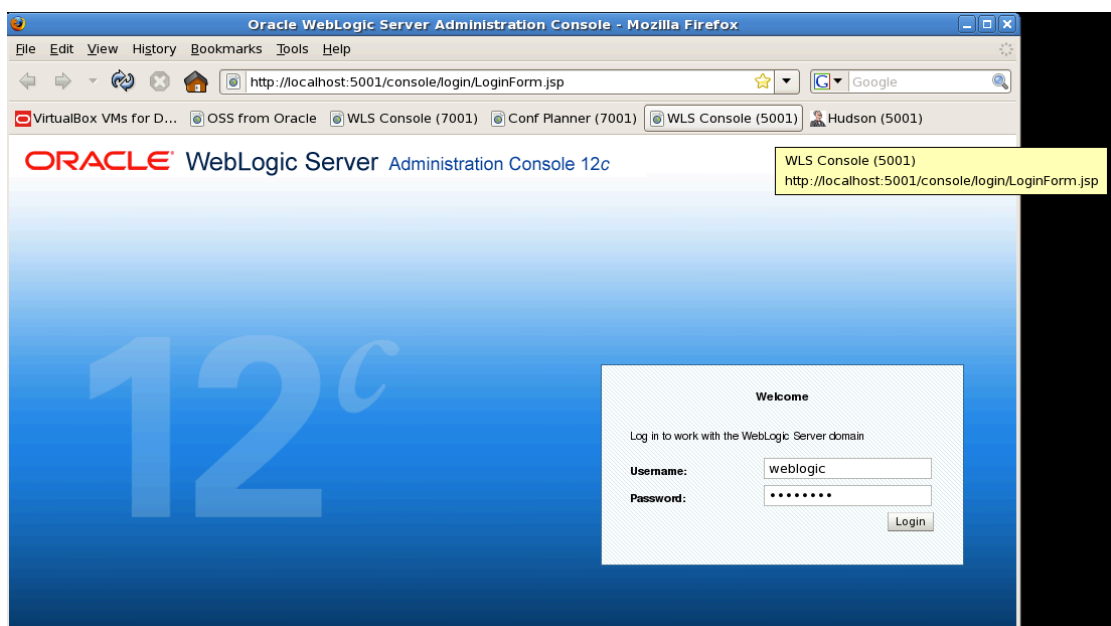 Oracle WebLogic Server Administration Console - Mozilla Firefox
File Edit View History Bookmarks Tools Help
http://localhost:5001/console/login/LoginForm.jsp
G Google
VirtualBox VMs for D... OSS from Oracle WLS Console (7001) Conf Planner (7001) WLS Console (5001) Hudson (5001)
ORACLE WebLogic Server Administration Console 12c
WLS Console (5001)
http://localhost:5001/console/login/LoginForm.jsp
12c
Welcome
Log in to work with the WebLogic Server domain
Username: weblogic
Password: ••••••••
Login